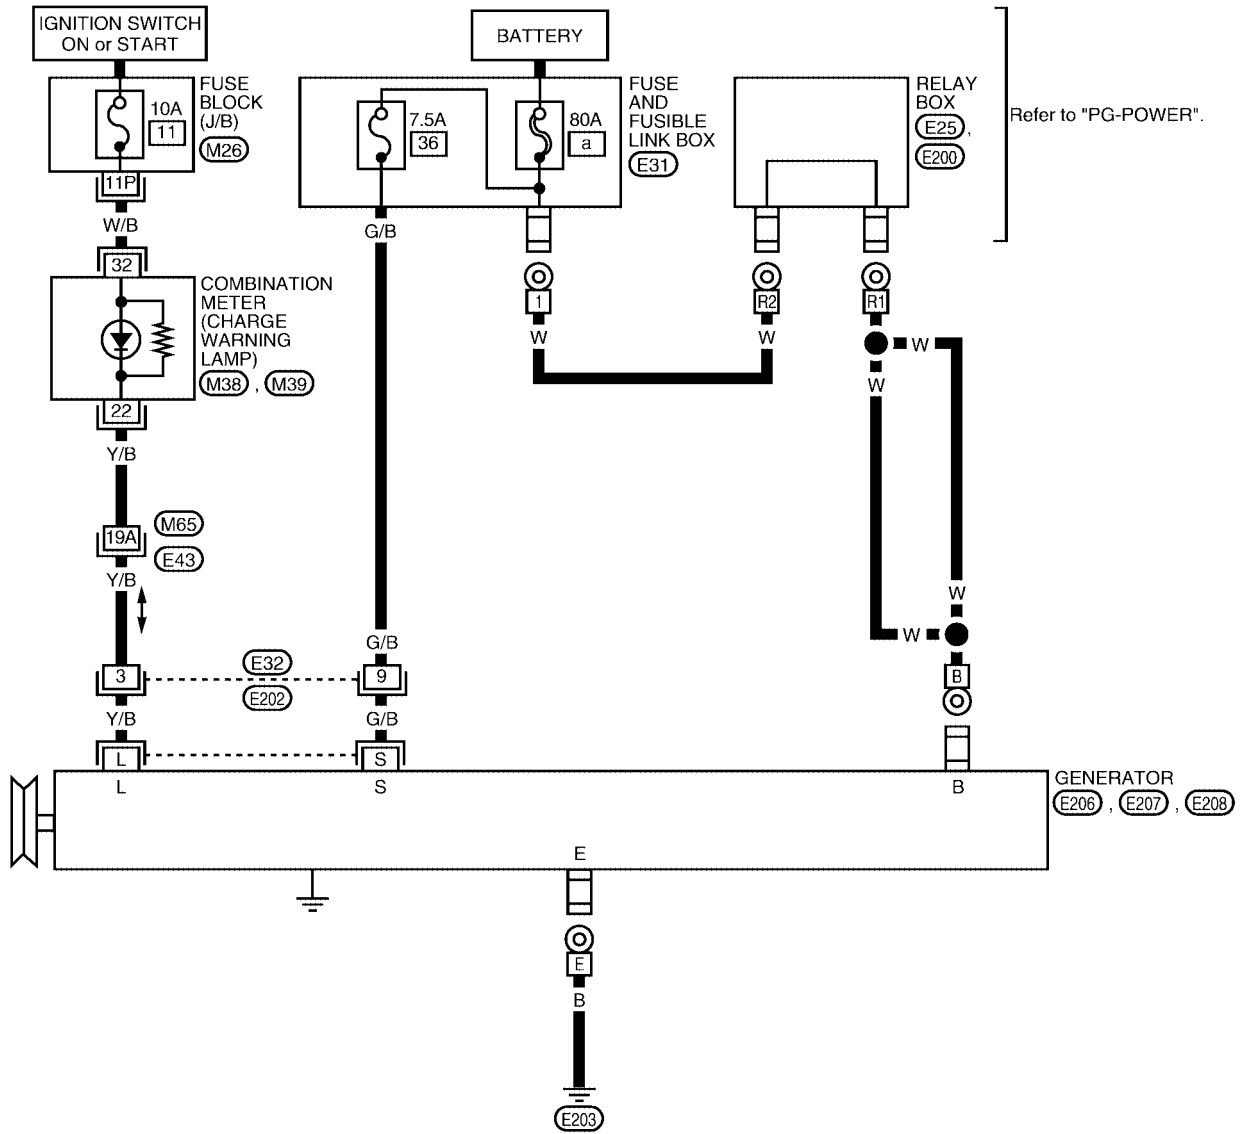 IGNITION SWITCH
ON or START
BATTERY
10A
11
FUSE
BLOCK
(J/B)
M26
7.5A
36
80A
a
FUSE
AND
FUSIBLE
LINK BOX
E31
RELAY
BOX
E25 ,
E200
Refer to "PG-POWER".
11P
W/B
32
G/B
1
R2
R1
W
W
W
W
COMBINATION
METER
(CHARGE
WARNING
LAMP)
M38 , M39
22
Y/B
19A
M65
E43
Y/B
W
W
G/B
3
E32
E202
9
B
Y/B
G/B
L
S
L
S
B
GENERATOR
E206 , E207 , E208
E
E
B
E203